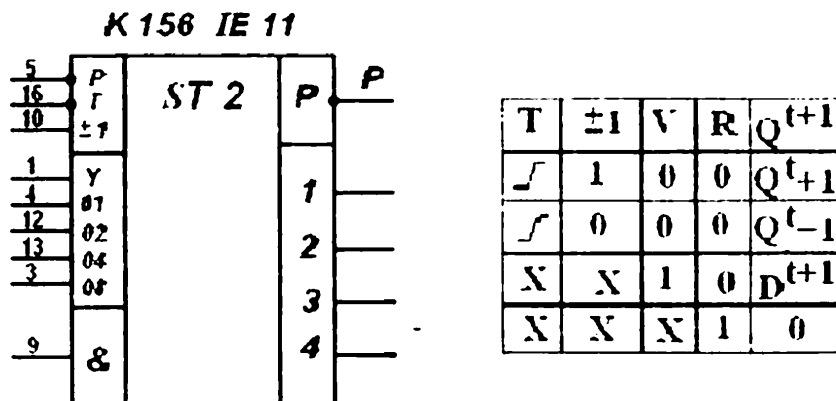 K 156 IE 11
5 P
16 T
10 ±1
ST 2
P P
1 Y
4 01
12 02
13 04
3 08
9 &
1
2
3
4
T ±1 V R Q t+1
1 0 0 Q t+1
0 0 0 Q t-1
X X 1 0 D t+1
X X X 1 0